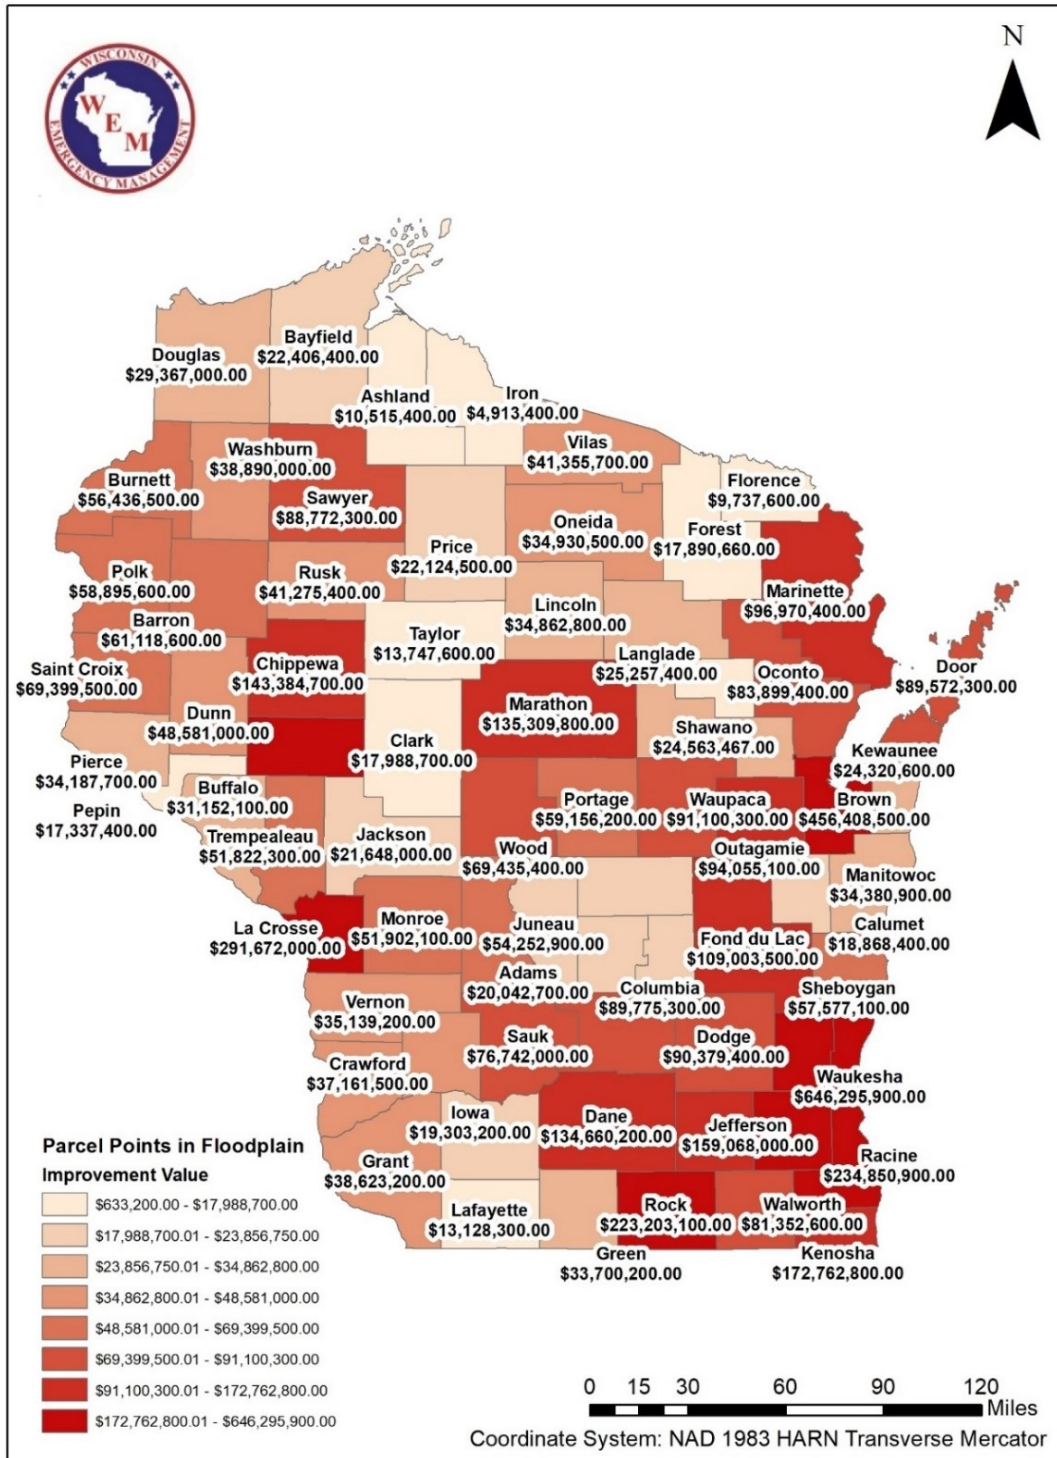 N
WISCONSIN
WEM
EMERGENCY MANAGEMENT
Bayfield
$22,406,400.00
Douglas
$29,367,000.00
Ashland
$10,515,400.00
Iron
$4,913,400.00
Washburn
$38,890,000.00
Vilas
$41,355,700.00
Burnett
$56,436,500.00
Sawyer
$88,772,300.00
Florence
$9,737,600.00
Oneida
$34,930,500.00
Forest
$17,890,660.00
Price
$22,124,500.00
Polk
$58,895,600.00
Rusk
$41,275,400.00
Marinette
$96,970,400.00
Lincoln
$34,862,800.00
Barron
$61,118,600.00
Taylor
$13,747,600.00
Langlade
$25,257,400.00
Saint Croix
$69,399,500.00
Chippewa
$143,384,700.00
Oconto
$83,899,400.00
Door
$89,572,300.00
Marathon
$135,309,800.00
Dunn
$48,581,000.00
Shawano
$24,563,467.00
Clark
$17,988,700.00
Pierce
$34,187,700.00
Kewaunee
$24,320,600.00
Buffalo
$31,152,100.00
Pepin
$17,337,400.00
Portage
$59,156,200.00
Waupaca
$91,100,300.00
Brown
$456,408,500.00
Trempealeau
$51,822,300.00
Jackson
$21,648,000.00
Wood
$69,435,400.00
Outagamie
$94,055,100.00
Manitowoc
$34,380,900.00
La Crosse
$291,672,000.00
Monroe
$51,902,100.00
Juneau
$54,252,900.00
Fond du Lac
$109,003,500.00
Calumet
$18,868,400.00
Adams
$20,042,700.00
Columbia
$89,775,300.00
Sheboygan
$57,577,100.00
Vernon
$35,139,200.00
Sauk
$76,742,000.00
Dodge
$90,379,400.00
Crawford
$37,161,500.00
Waukesha
$646,295,900.00
Iowa
$19,303,200.00
Dane
$134,660,200.00
Jefferson
$159,068,000.00
Grant
$38,623,200.00
Racine
$234,850,900.00
Lafayette
$13,128,300.00
Rock
$223,203,100.00
Walworth
$81,352,600.00
Green
$33,700,200.00
Kenosha
$172,762,800.00
Parcel Points in Floodplain
Improvement Value
$633,200.00 - $17,988,700.00
$17,988,700.01 - $23,856,750.00
$23,856,750.01 - $34,862,800.00
$34,862,800.01 - $48,581,000.00
$48,581,000.01 - $69,399,500.00
$69,399,500.01 - $91,100,300.00
$91,100,300.01 - $172,762,800.00
$172,762,800.01 - $646,295,900.00
0 15 30 60 90 120
Miles
Coordinate System: NAD 1983 HARN Transverse Mercator